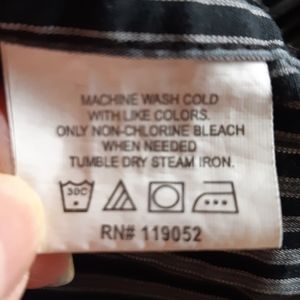 MACHINE WASH COLD
WITH LIKE COLORS.
ONLY NON-CHLORINE BLEACH
WHEN NEEDED
TUMBLE DRY STEAM IRON.
30C
RN# 119052